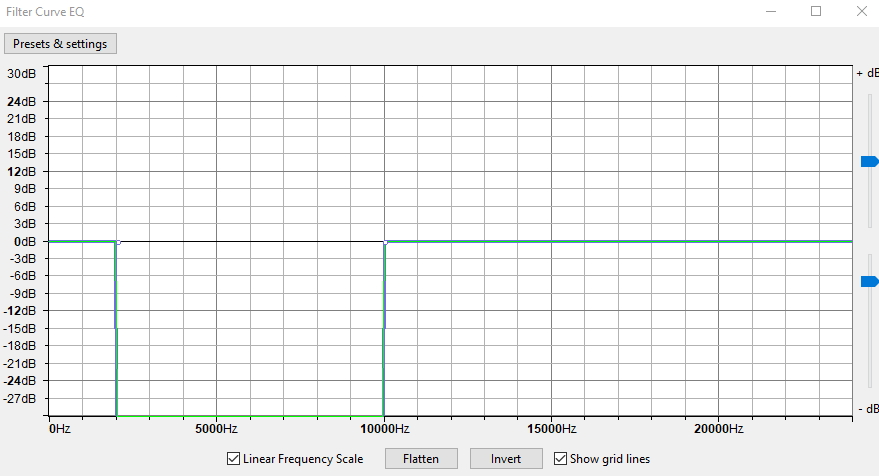 Filter Curve EQ
Presets & settings
30dB
+ dB
24dB
21dB
18dB
15dB
12dB
9dB
6dB
3dB
0dB
-3dB
-6dB
-9dB
-12dB
-15dB
-18dB
-21dB
-24dB
-27dB
- dB
0Hz 5000Hz 10000Hz 15000Hz 20000Hz
Linear Frequency Scale Flatten Invert Show grid lines